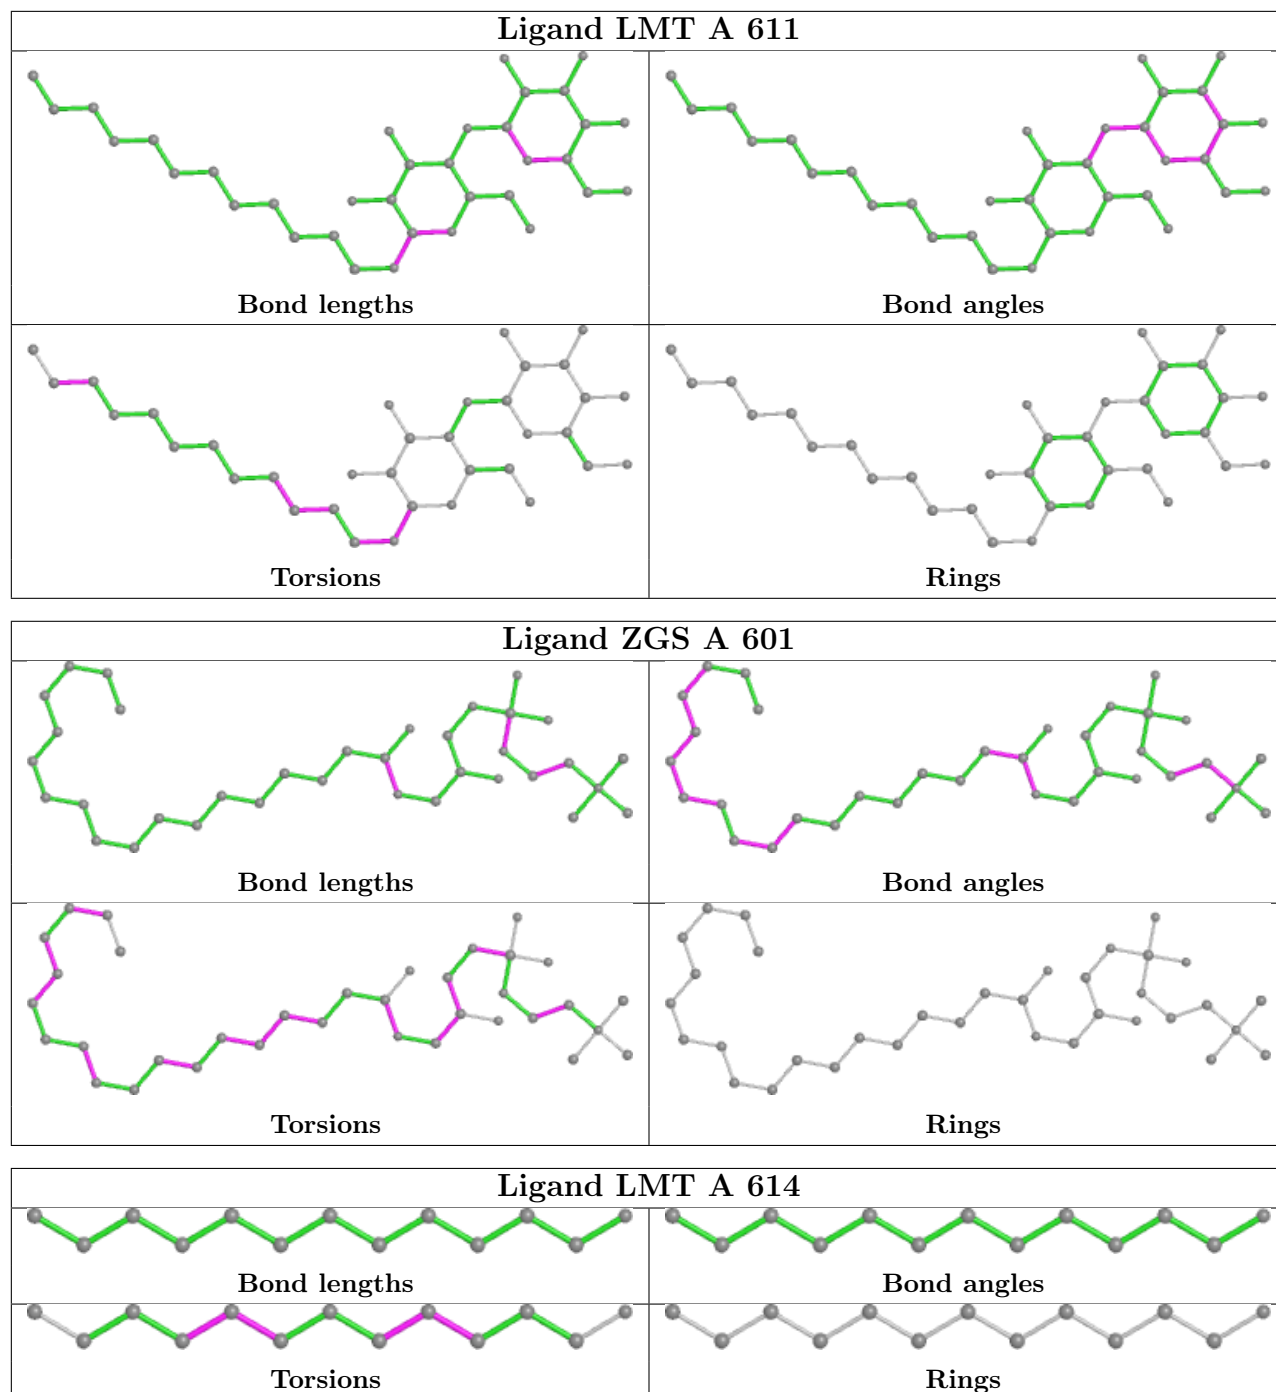 Ligand LMT A 611
Bond lengths
Bond angles
Torsions
Rings
Ligand ZGS A 601
Bond lengths
Bond angles
Torsions
Rings
Ligand LMT A 614
Bond lengths
Bond angles
Torsions
Rings